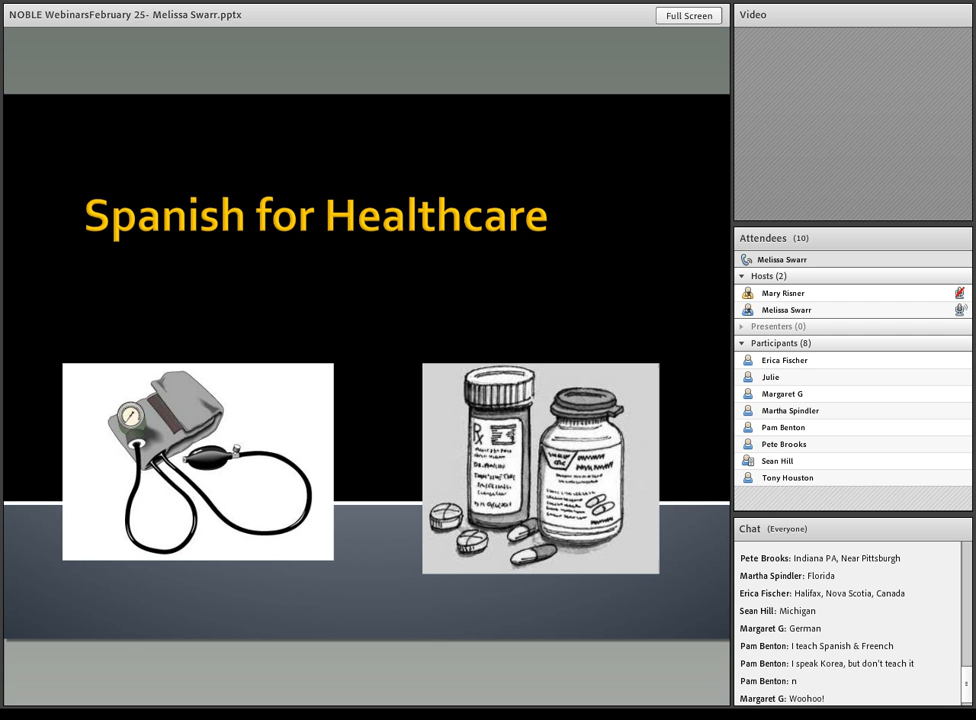 NOBLE WebinarsFebruary 25- Melissa Swarr.pptx
Full Screen
Spanish for Healthcare
Rx
Video
Attendees (10)
Melissa Swarr
Hosts (2)
Mary Risner
Melissa Swarr
Presenters (0)
Participants (8)
Erica Fischer
Julie
Margaret G
Martha Spindler
Pam Benton
Pete Brooks
Sean Hill
Tony Houston
Chat (Everyone)
Pete Brooks: Indiana PA, Near Pittsburgh
Martha Spindler: Florida
Erica Fischer: Halifax, Nova Scotia, Canada
Sean Hill: Michigan
Margaret G: German
Pam Benton: I teach Spanish & Freench
Pam Benton: I speak Korea, but don't teach it
Pam Benton: n
Margaret G: Woohoo!